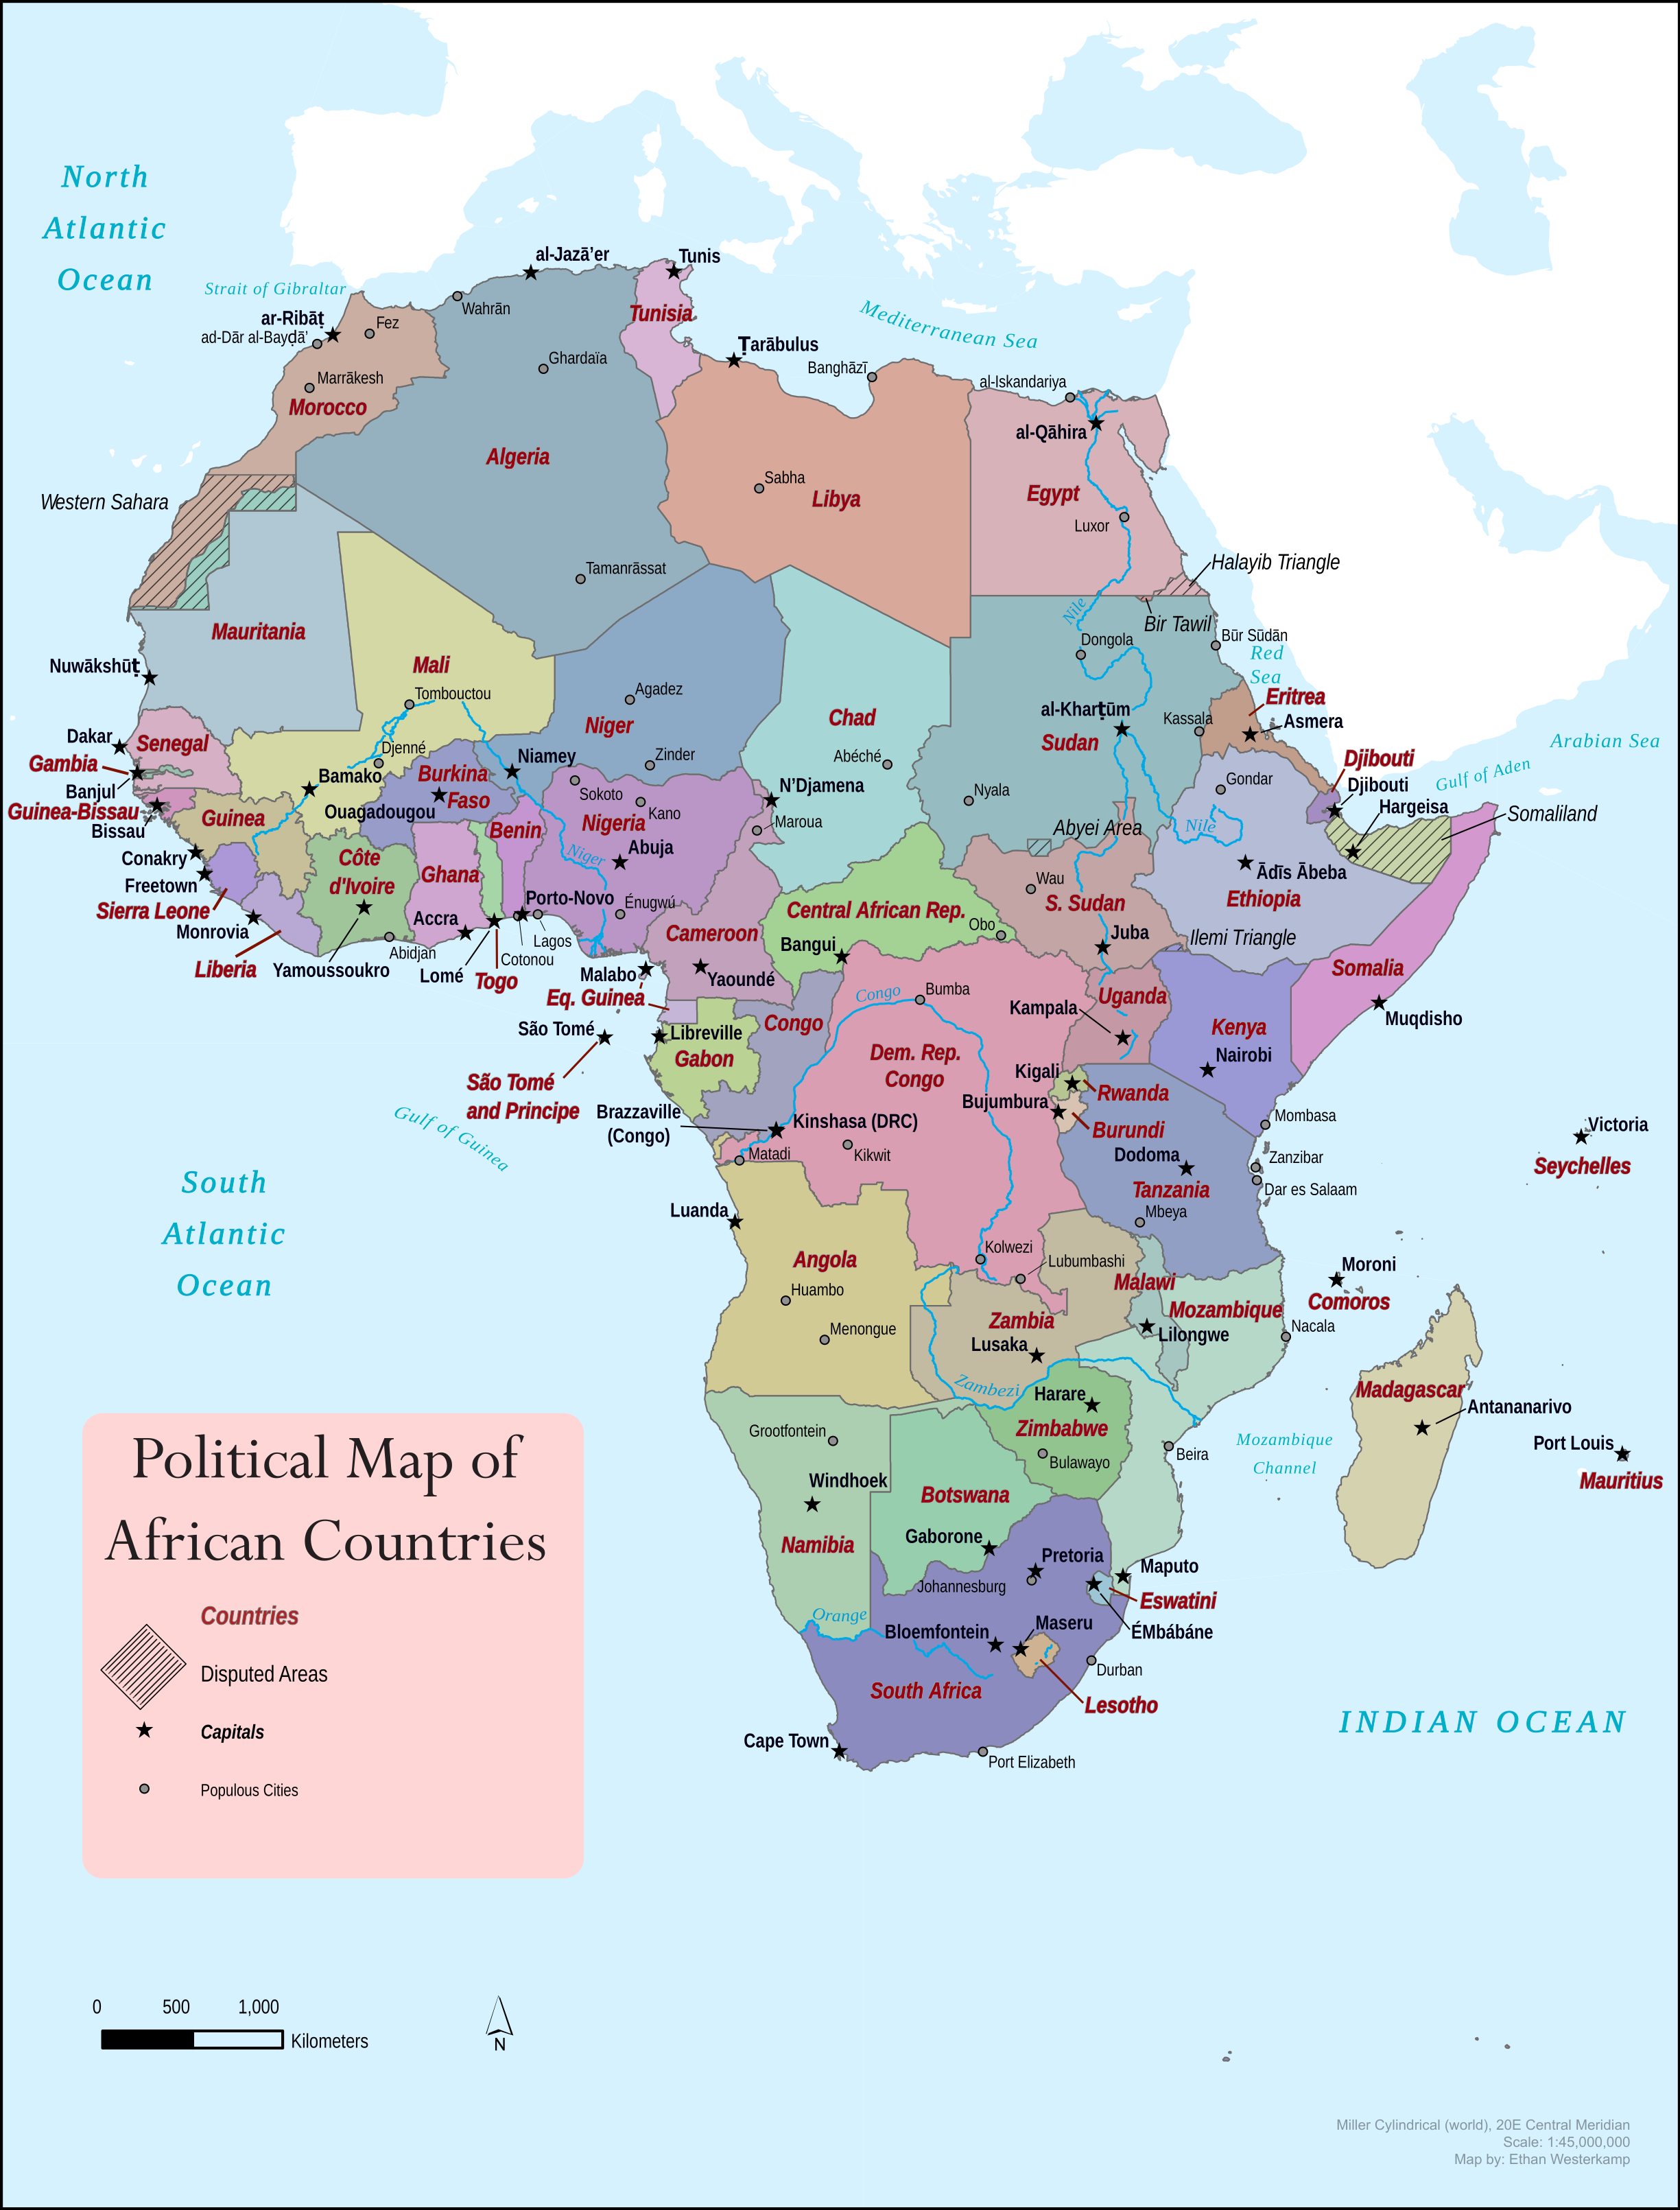 North
Atlantic
Ocean
Strait of Gibraltar
al-Jazā'er
Tunis
Wahrān
Tunisia
ar-Ribāṭ
ad-Dār al-Bayḍā'
Fez
Mediterranean Sea
Ṭarābulus
Ghardaïa
Banghāzī
al-Iskandariya
Marrākesh
Morocco
al-Qāhira
Algeria
Sabha
Libya
Egypt
Western Sahara
Luxor
Tamanrāssat
Halayib Triangle
Nile
Bir Tawil
Mauritania
Dongola
Būr Sūdān
Red
Sea
Nuwākshūṭ
Mali
Tombouctou
Agadez
Niger
Chad
al-Kharṭūm
Sudan
Kassala
Eritrea
Asmera
Dakar
Senegal
Gambia
Banjul
Djenné
Niamey
Zinder
Abéché
Arabian Sea
Gulf of Aden
Djibouti
Djibouti
Bamako
Burkina
Faso
Ouagadougou
Sokoto
Kano
N'Djamena
Nyala
Gondar
Hargeisa
Somaliland
Guinea-Bissau
Bissau
Guinea
Benin
Nigeria
Maroua
Abyei Area
Nile
Conakry
Freetown
Côte
d'Ivoire
Ghana
Niger
Abuja
Ādīs Ābeba
Ethiopia
Sierra Leone
Monrovia
Liberia
Yamoussoukro
Abidjan
Accra
Lomé
Togo
Porto-Novo
Cotonou
Lagos
Énugwú
Cameroon
Central African Rep.
Bangui
Obo
Wau
S. Sudan
Juba
Ilemi Triangle
Somalia
Muqdisho
Malabo
Eq. Guinea
Yaoundé
Congo
Congo
Bumba
Kampala
Uganda
Kenya
Nairobi
São Tomé
Libreville
Gabon
Dem. Rep.
Congo
Kigali
Rwanda
Bujumbura
Burundi
São Tomé
and Principe
Gulf of Guinea
Brazzaville
(Congo)
Kinshasa (DRC)
Matadi
Kikwit
Dodoma
Tanzania
Mbeya
Mombasa
Zanzibar
Dar es Salaam
Victoria
Seychelles
South
Atlantic
Ocean
Luanda
Angola
Huambo
Menongue
Kolwezi
Lubumbashi
Malawi
Mozambique
Moroni
Comoros
Nacala
Zambia
Lusaka
Lilongwe
Zambezi
Harare
Zimbabwe
Bulawayo
Beira
Madagascar
Antananarivo
Mozambique
Channel
Port Louis
Mauritius
Grootfontein
Windhoek
Namibia
Botswana
Gaborone
Pretoria
Johannesburg
Maputo
Eswatini
ÉMbábáne
Orange
Bloemfontein
Maseru
Durban
South Africa
Lesotho
Cape Town
Port Elizabeth
INDIAN OCEAN
Political Map of
African Countries
Countries
Disputed Areas
Capitals
Populous Cities
0 500 1,000
Kilometers
N
Miller Cylindrical (world), 20E Central Meridian
Scale: 1:45,000,000
Map by: Ethan Westerkamp